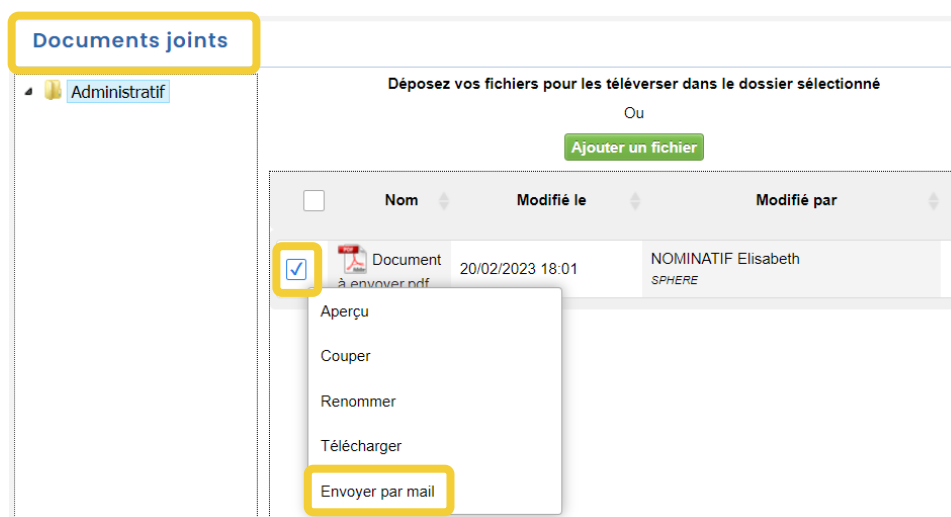 Documents joints
Administratif
Déposez vos fichiers pour les téléverser dans le dossier sélectionné
Ou
Ajouter un fichier
Nom Modifié le Modifié par
PDF
Adobe
Document
à envoyer.pdf
20/02/2023 18:01
NOMINATIF Elisabeth
SPHERE
Aperçu
Couper
Renommer
Télécharger
Envoyer par mail